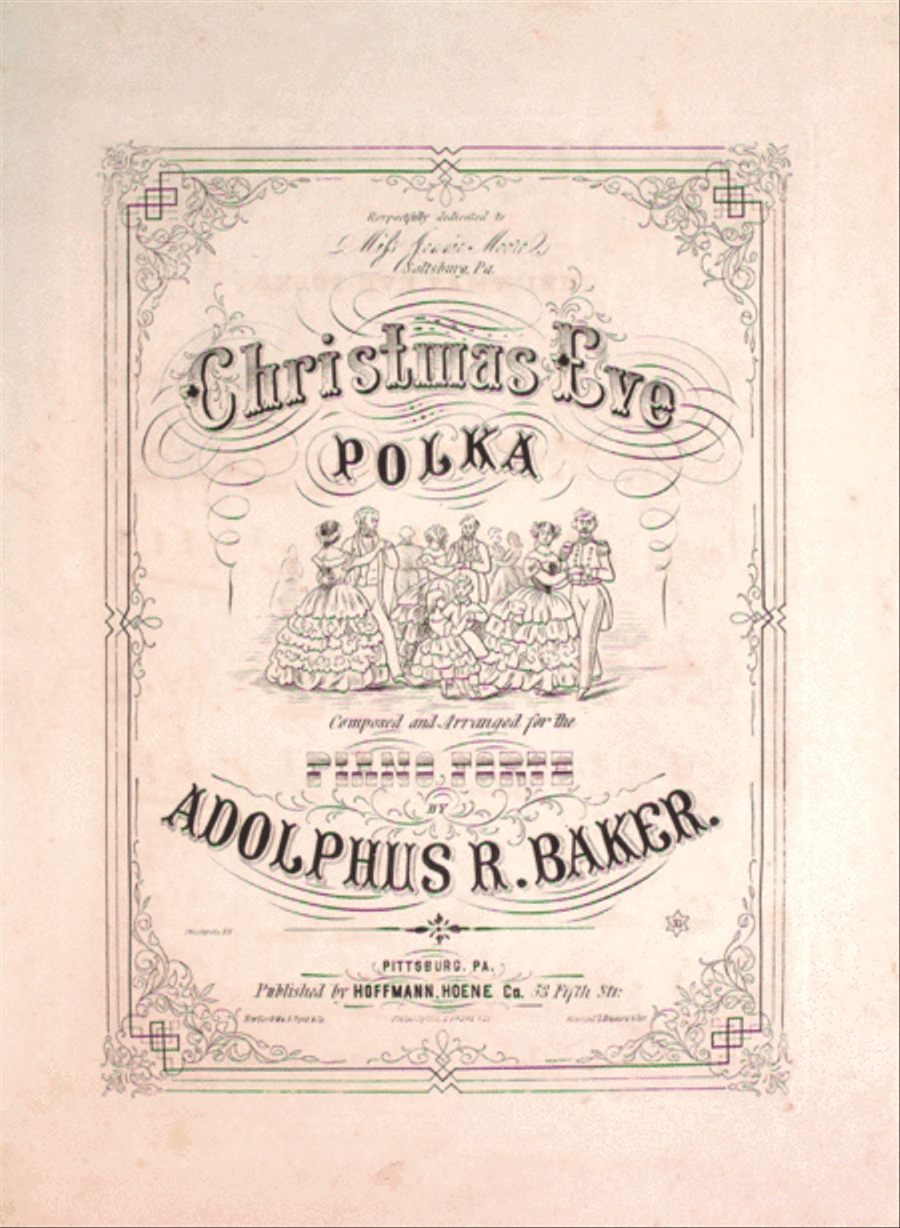 Respectfully dedicated to
Miss Jennie Moore
Saltsburg, Pa.
Christmas Eve
POLKA
Composed and Arranged for the
PIANO FORTE
BY
ADOLPHUS R. BAKER.
PITTSBURG, PA.
Published by HOFFMANN, HOENE Co. 53 Fifth Str: